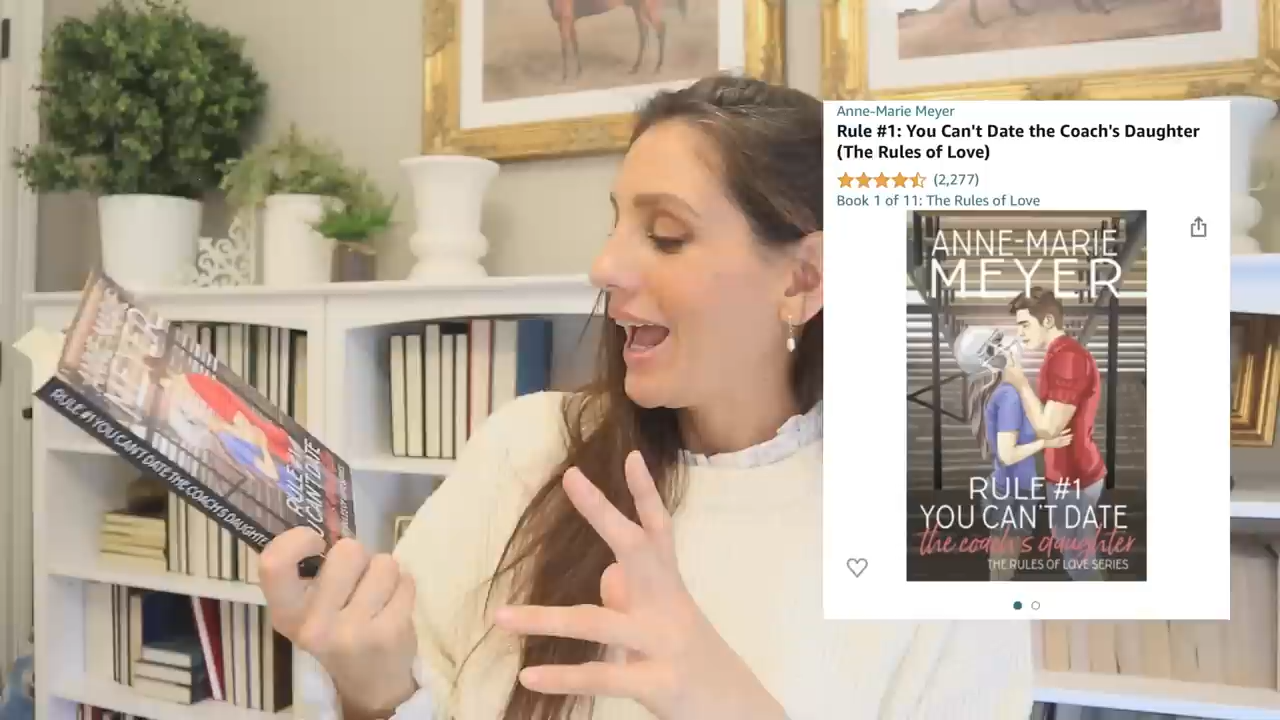 Anne-Marie Meyer
Rule #1: You Can't Date the Coach's Daughter
(The Rules of Love)
(2,277)
Book 1 of 11: The Rules of Love
ANNE-MARIE
MEYER
RULE #1
YOU CAN'T DATE
the coach's daughter
THE RULES OF LOVE SERIES
MEYER
RULE #1
YOU CAN'T DATE
RULE #1 YOU CAN'T DATE THE COACH'S DAUGHTE